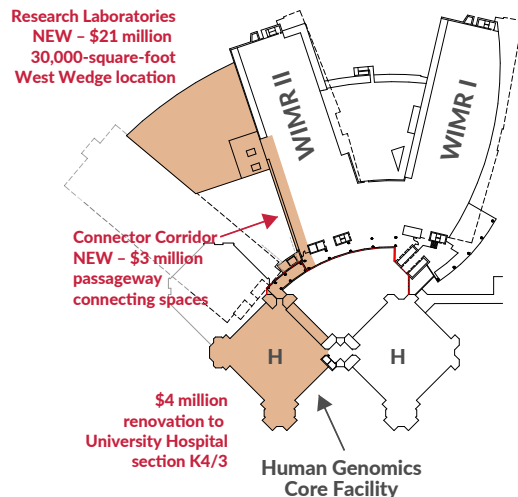 Research Laboratories
NEW – $21 million
30,000-square-foot
West Wedge location
WIMR II
WIMR I
Connector Corridor
NEW – $3 million
passageway
connecting spaces
H
H
$4 million
renovation to
University Hospital
section K4/3
Human Genomics
Core Facility